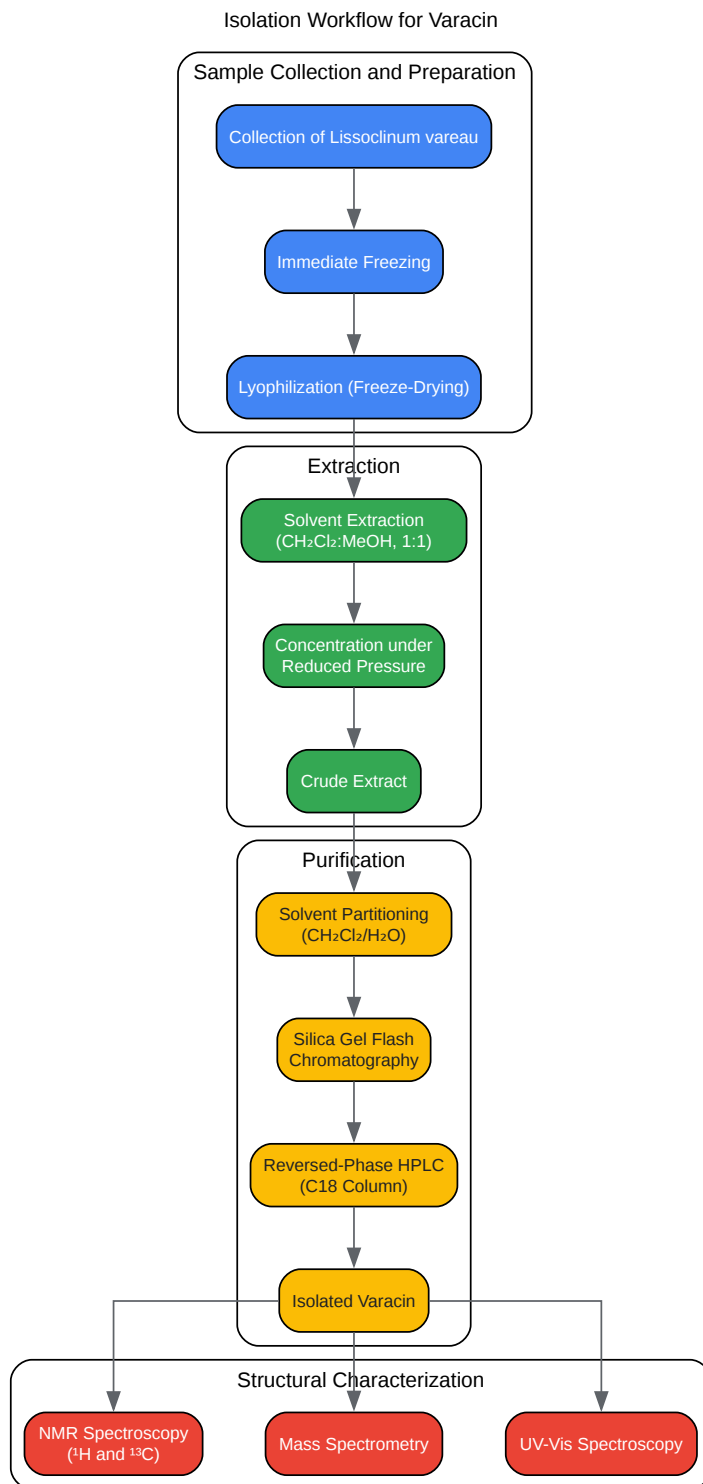 Isolation Workflow for Varacin
Sample Collection and Preparation
Collection of Lissoclinum vareau
Immediate Freezing
Lyophilization (Freeze-Drying)
Extraction
Solvent Extraction
(CH₂Cl₂:MeOH, 1:1)
Concentration under
Reduced Pressure
Crude Extract
Purification
Solvent Partitioning
(CH₂Cl₂/H₂O)
Silica Gel Flash
Chromatography
Reversed-Phase HPLC
(C18 Column)
Isolated Varacin
Structural Characterization
NMR Spectroscopy
(¹H and ¹³C)
Mass Spectrometry
UV-Vis Spectroscopy